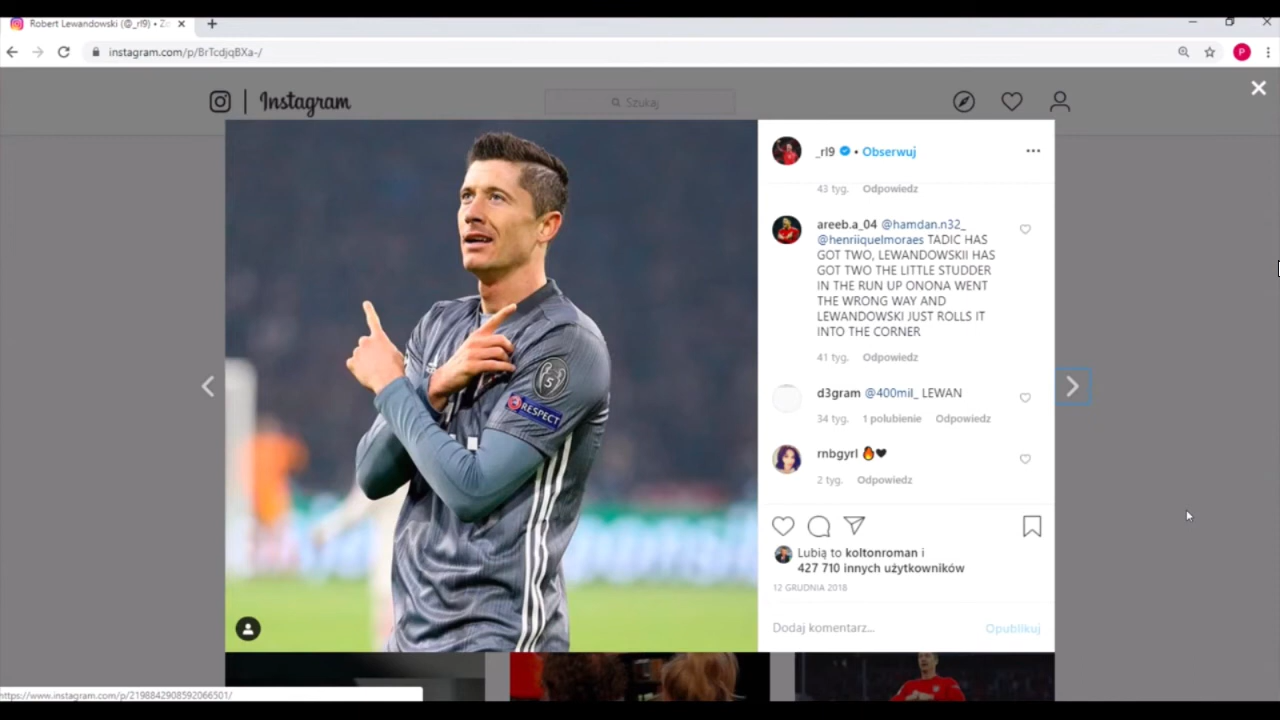 Robert Lewandowski (@_rl9) • Z
instagram.com/p/BrTcdjqBXa-/
P
Instagram
Szukaj
_rl9 • Obserwuj
43 tyg. Odpowiedz
areeb.a_04 @hamdan.n32_
@henriiquelmoraes TADIC HAS
GOT TWO, LEWANDOWSKII HAS
GOT TWO THE LITTLE STUDDER
IN THE RUN UP ONONA WENT
THE WRONG WAY AND
LEWANDOWSKI JUST ROLLS IT
INTO THE CORNER
41 tyg. Odpowiedz
d3gram @400mil_ LEWAN
34 tyg. 1 polubienie Odpowiedz
rnbgyrl
2 tyg. Odpowiedz
5
RESPECT
Lubią to koltonroman i
427 710 innych użytkowników
12 GRUDNIA 2018
Dodaj komentarz...
Opublikuj
https://www.instagram.com/p/2198842908592066501/